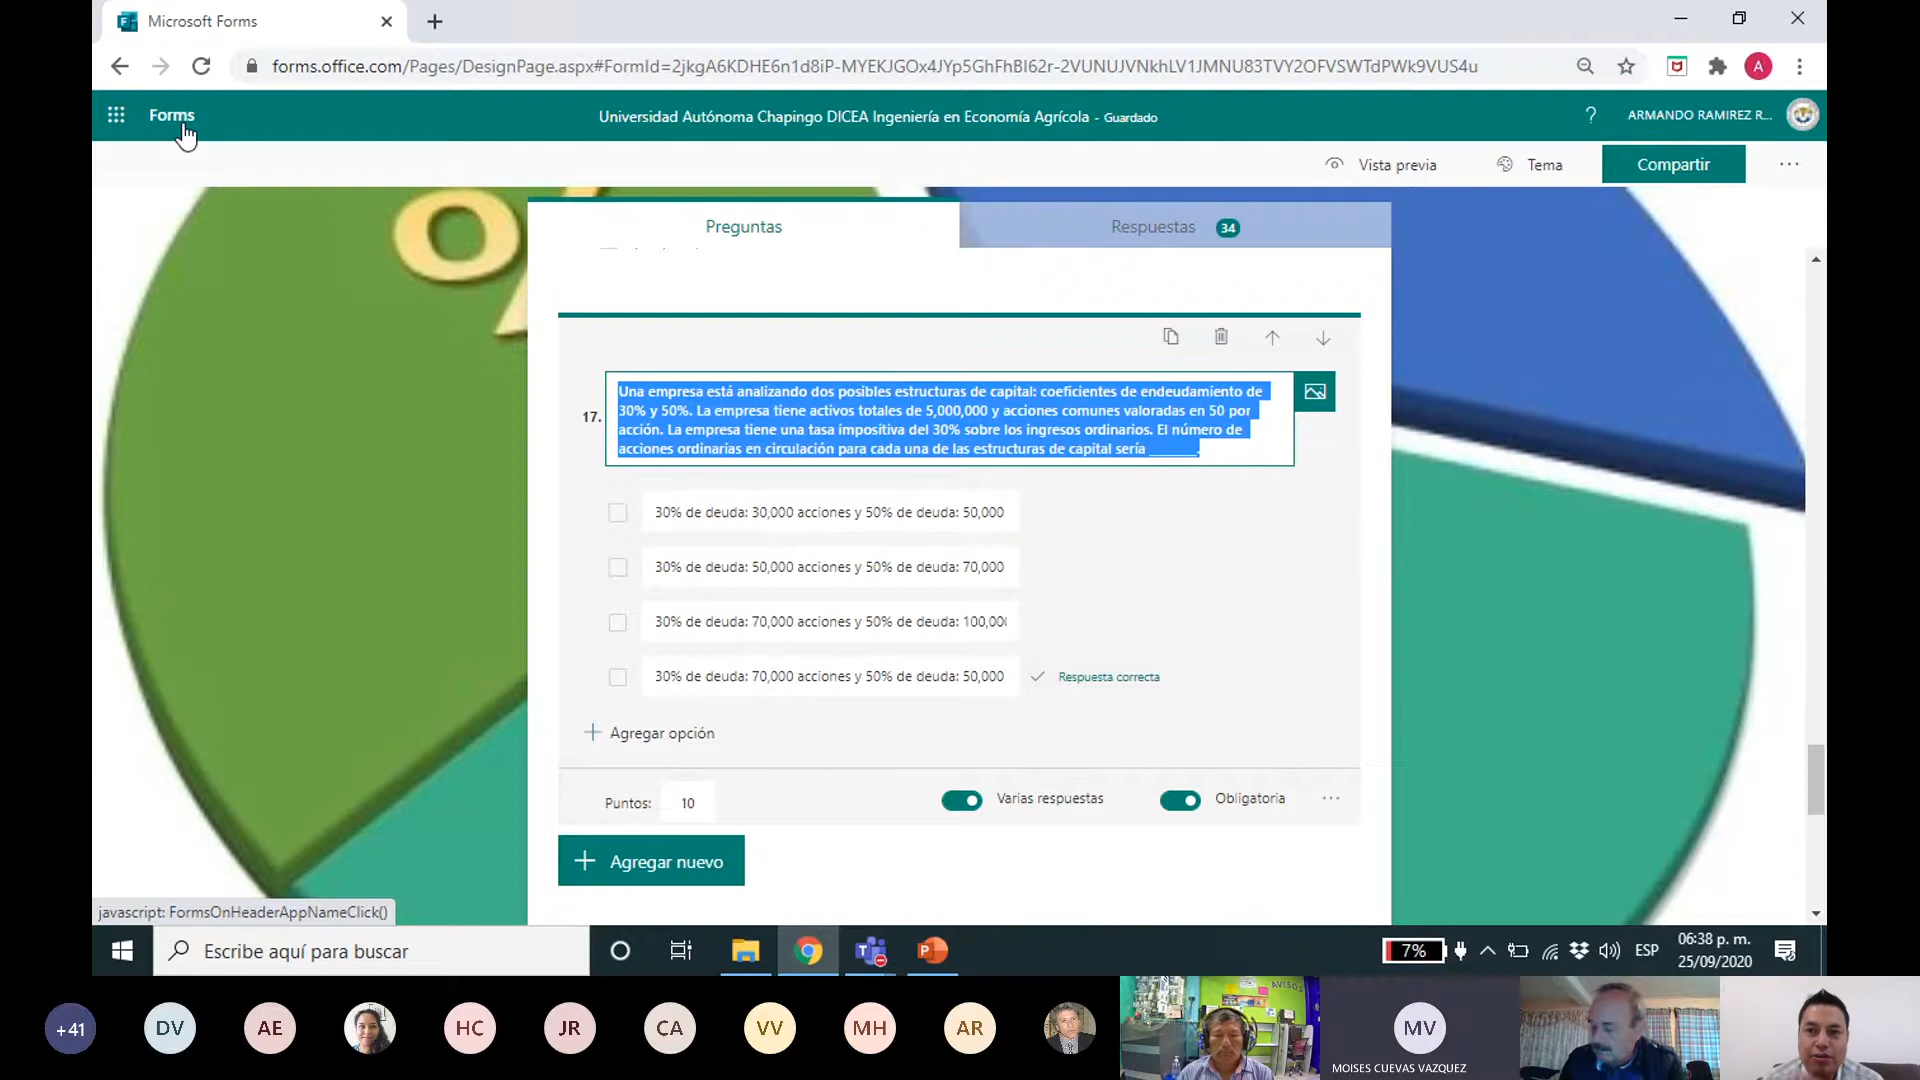 Microsoft Forms
forms.office.com/Pages/DesignPage.aspx#FormId=2jkgA6KDHE6n1d8iP-MYEKJGOx4JYp5GhFhBI62r-2VUNUJVNkhLV1JMNU83TVY2OFVSWTdPWk9VUS4u
A
Forms
Universidad Autónoma Chapingo DICEA Ingeniería en Economía Agrícola - Guardado
?
ARMANDO RAMIREZ R...
Vista previa
Tema
Compartir
Preguntas
Respuestas 34
17.
Una empresa está analizando dos posibles estructuras de capital: coeficientes de endeudamiento de
30% y 50%. La empresa tiene activos totales de 5,000,000 y acciones comunes valoradas en 50 por
acción. La empresa tiene una tasa impositiva del 30% sobre los ingresos ordinarios. El número de
acciones ordinarias en circulación para cada una de las estructuras de capital sería _______.
30% de deuda: 30,000 acciones y 50% de deuda: 50,000
30% de deuda: 50,000 acciones y 50% de deuda: 70,000
30% de deuda: 70,000 acciones y 50% de deuda: 100,00
30% de deuda: 70,000 acciones y 50% de deuda: 50,000
Respuesta correcta
Agregar opción
Puntos: 10
Varias respuestas
Obligatoria
Agregar nuevo
javascript: FormsOnHeaderAppNameClick()
Escribe aquí para buscar
7%
ESP
06:38 p. m.
25/09/2020
+41
DV
AE
HC
JR
CA
VV
MH
AR
AVISOS
MV
MOISES CUEVAS VAZQUEZ